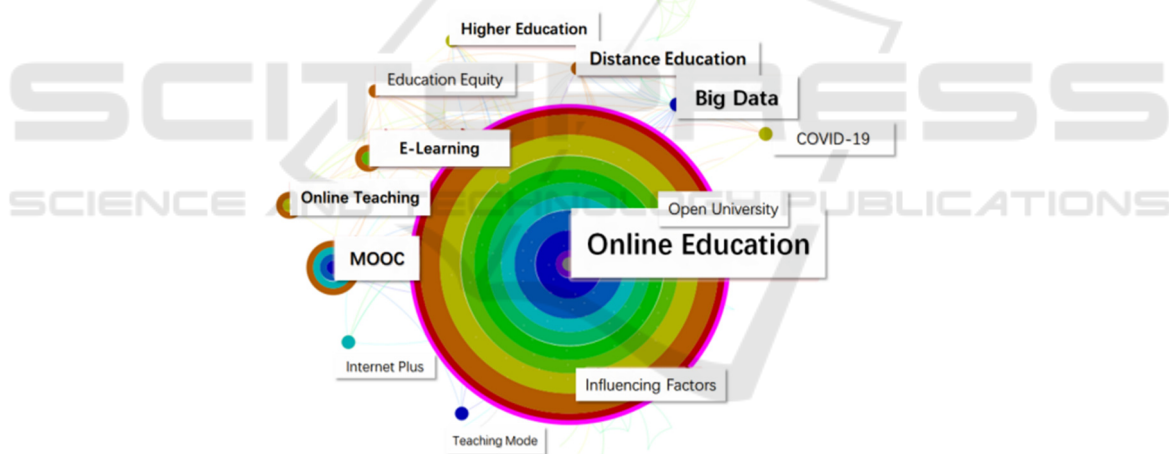 Higher Education
Distance Education
Education Equity
Big Data
COVID-19
E-Learning
Online Teaching
Open University
Online Education
MOOC
Internet Plus
Influencing Factors
Teaching Mode
SCITEPRESS
SCIENCE AND TECHNOLOGY PUBLICATIONS